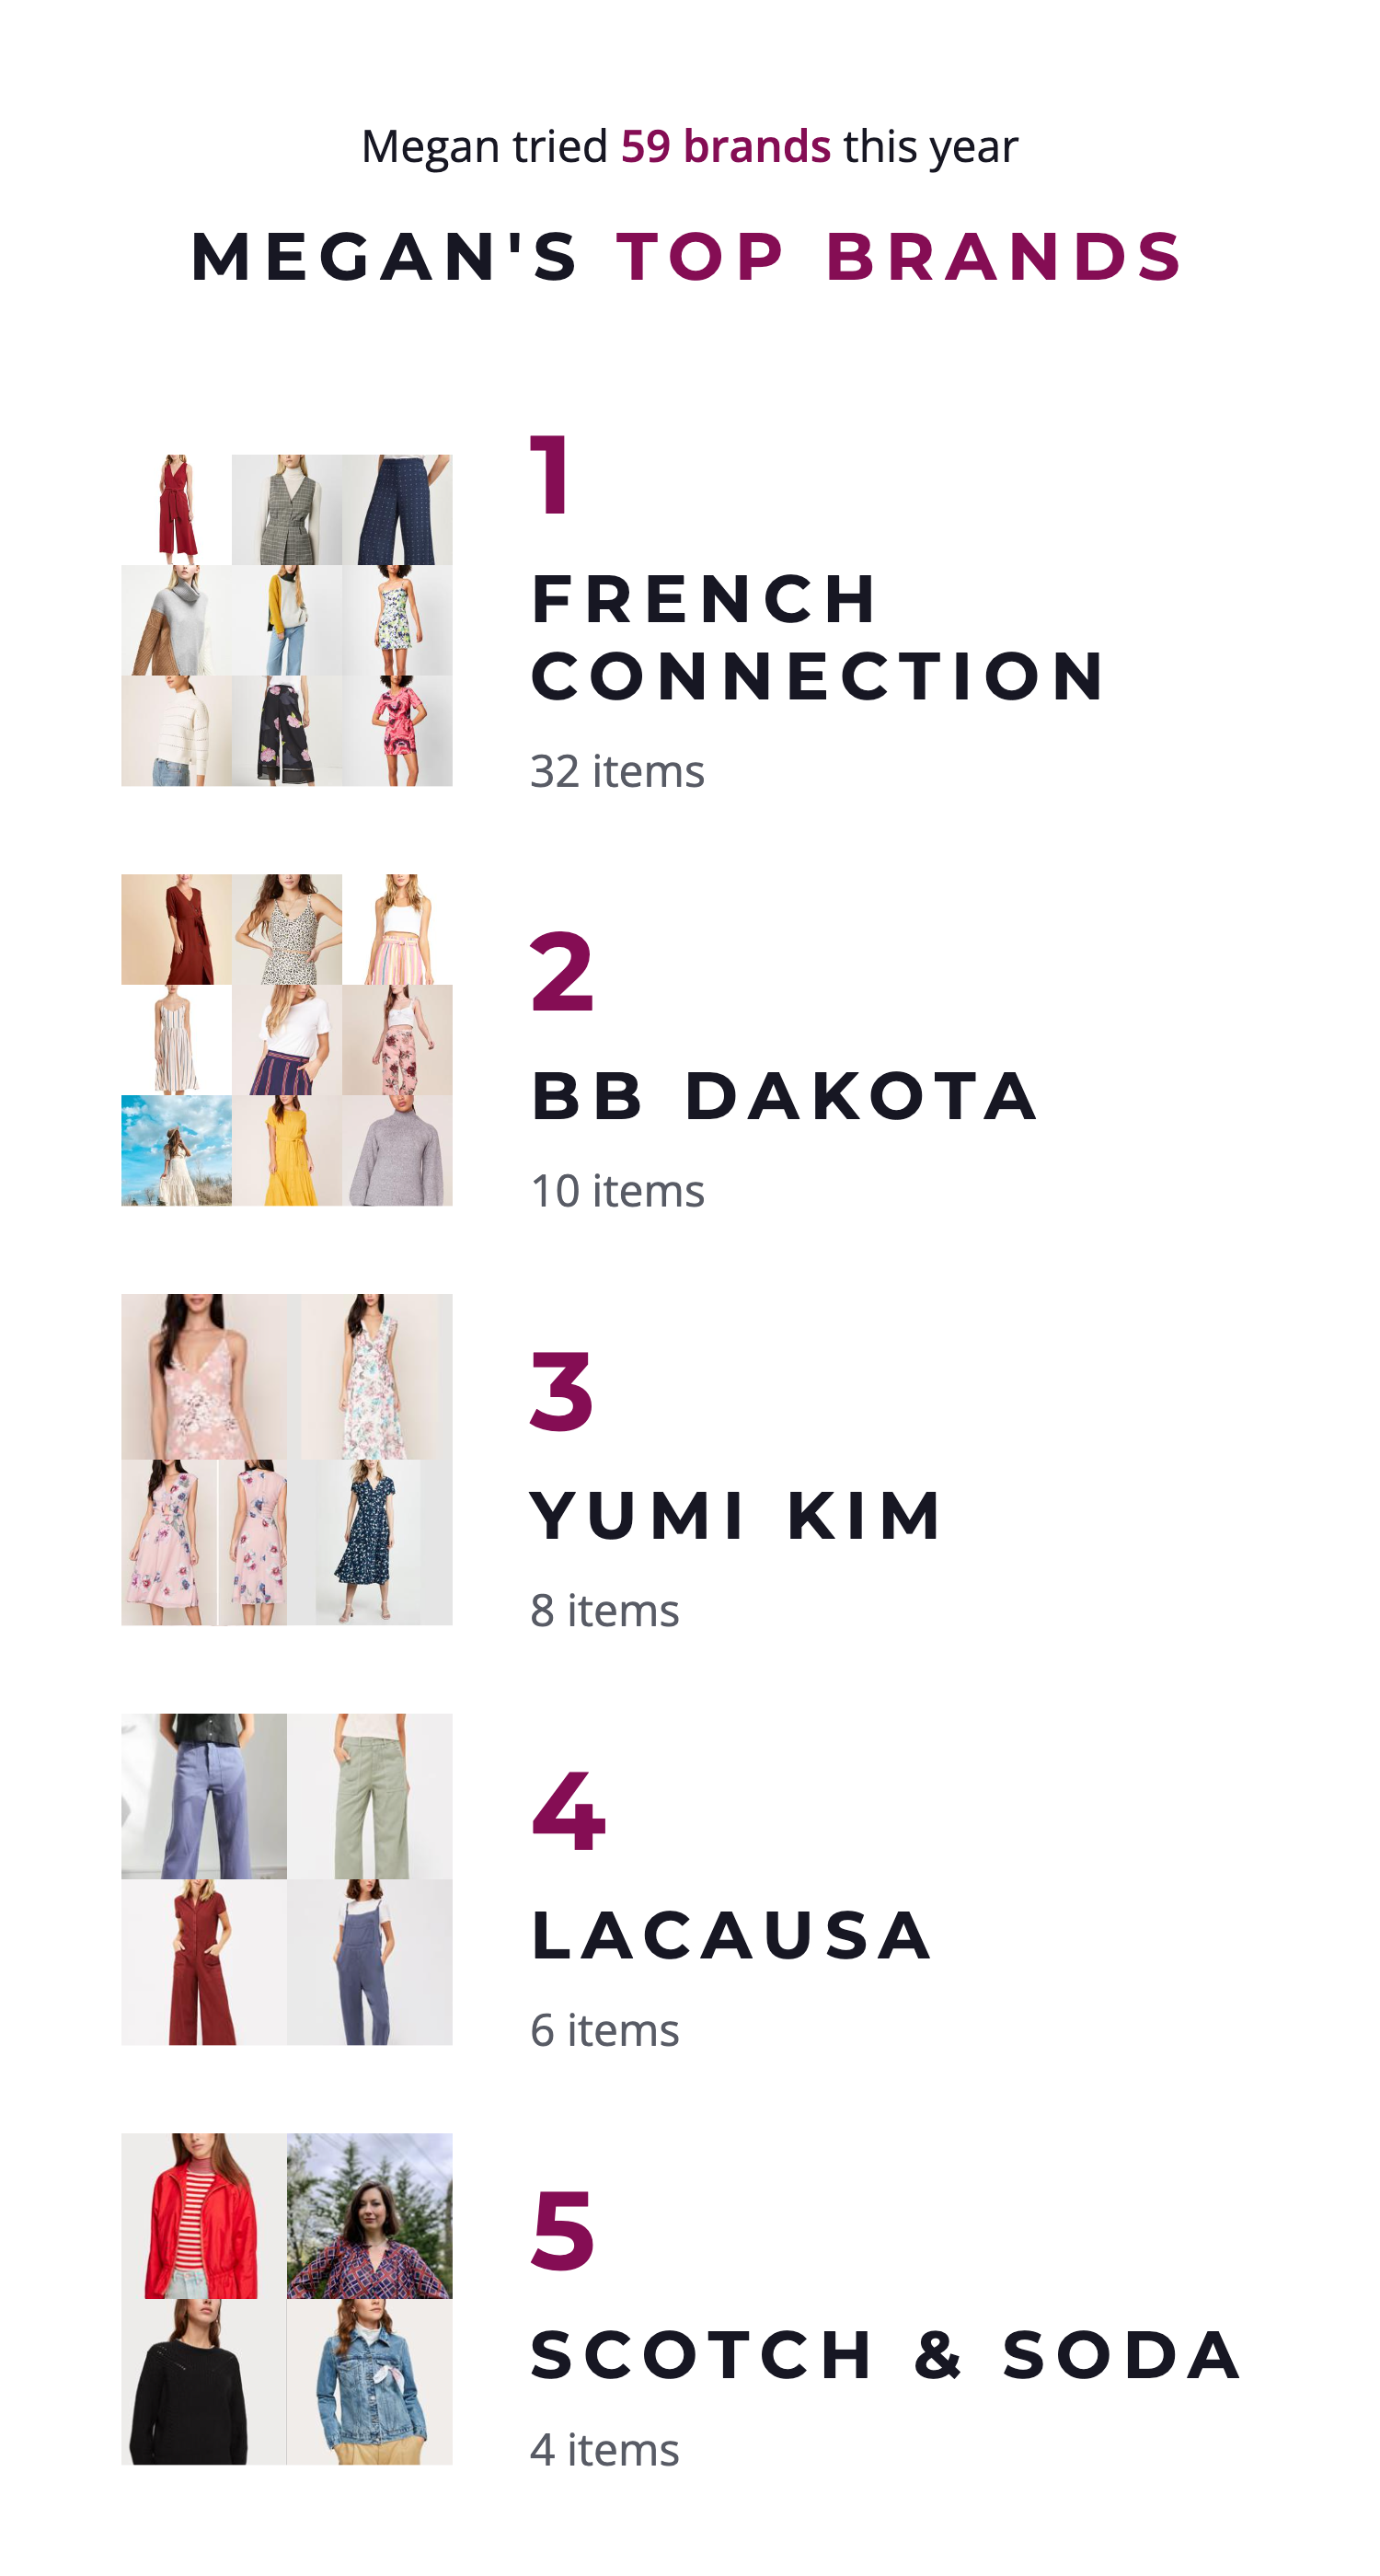 Megan tried 59 brands this year
MEGAN'S TOP BRANDS
1
FRENCH
CONNECTION
32 items
2
BB DAKOTA
10 items
3
YUMI KIM
8 items
4
LACAUSA
6 items
5
SCOTCH & SODA
4 items